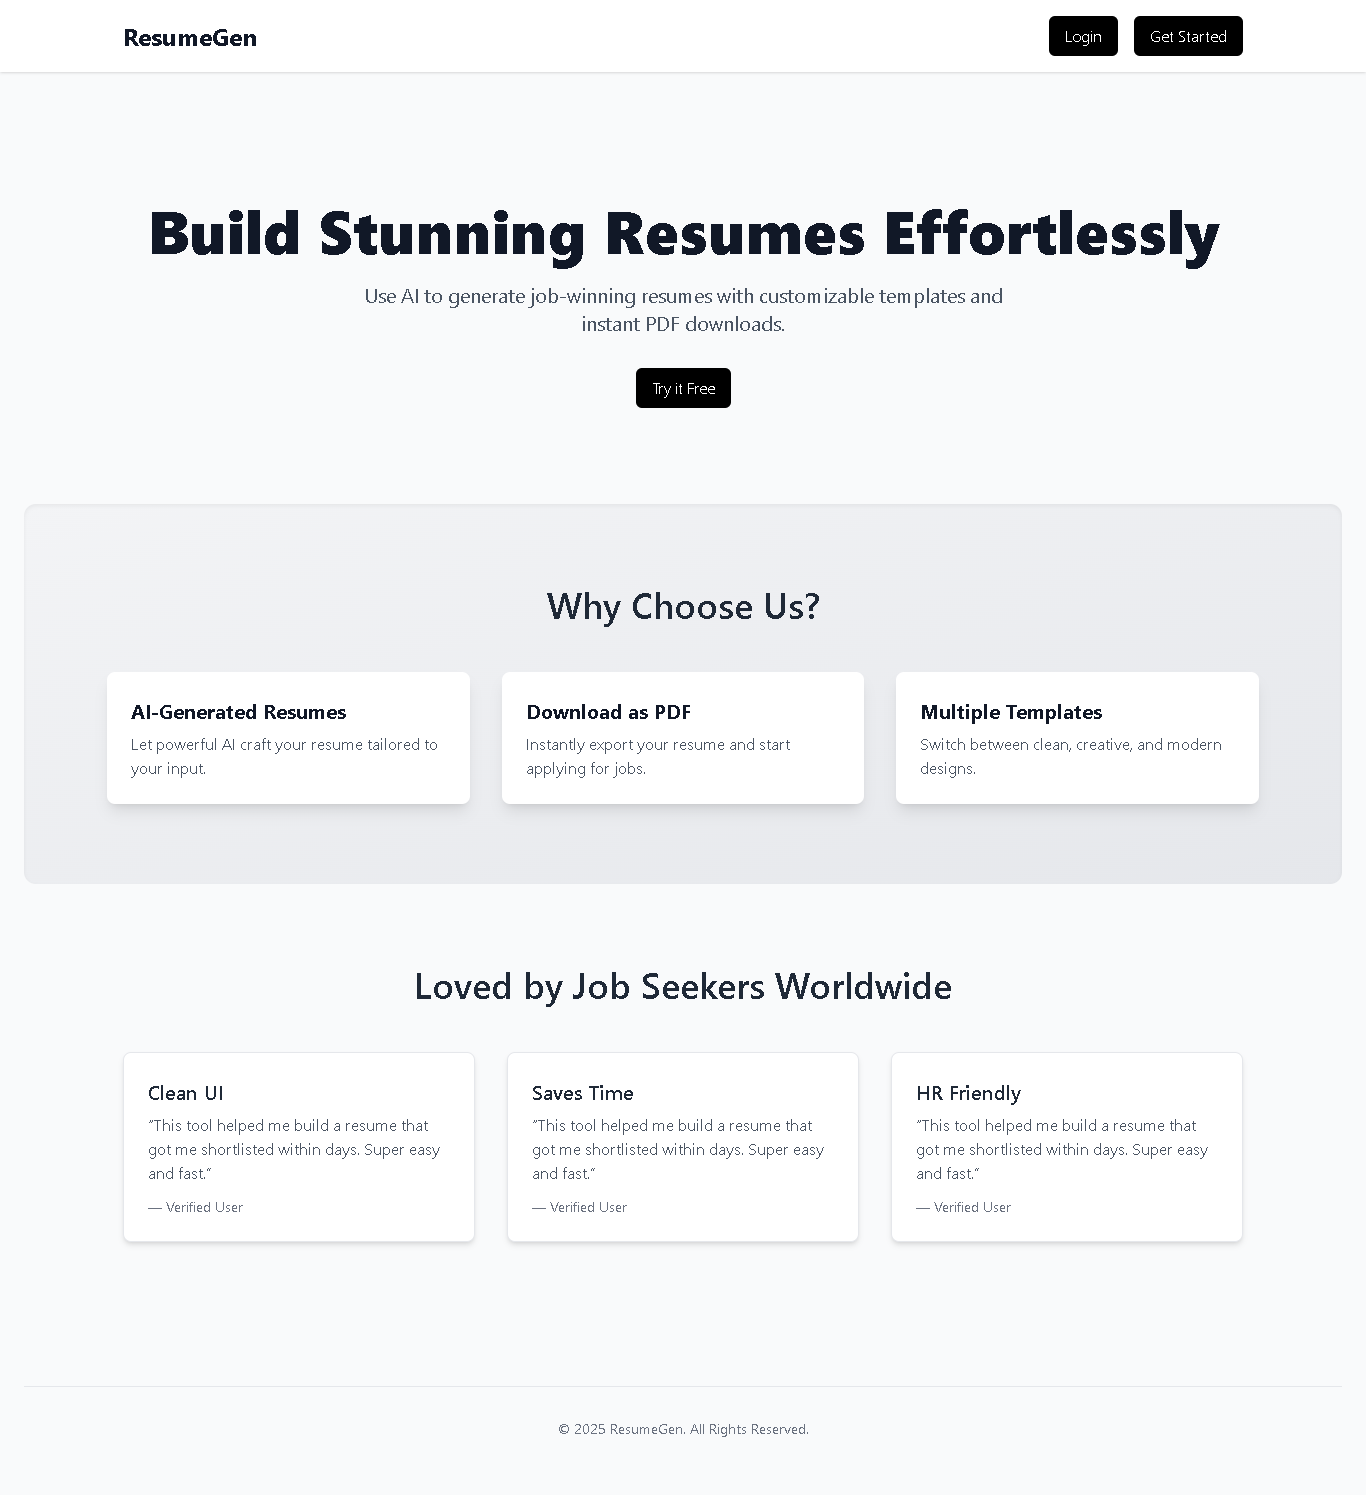 ResumeGen
Login
Get Started
Build Stunning Resumes Effortlessly
Use AI to generate job-winning resumes with customizable templates and
instant PDF downloads.
Try it Free
Why Choose Us?
AI-Generated Resumes
Let powerful AI craft your resume tailored to
your input.
Download as PDF
Instantly export your resume and start
applying for jobs.
Multiple Templates
Switch between clean, creative, and modern
designs.
Loved by Job Seekers Worldwide
Clean UI
"This tool helped me build a resume that
got me shortlisted within days. Super easy
and fast."
— Verified User
Saves Time
"This tool helped me build a resume that
got me shortlisted within days. Super easy
and fast."
— Verified User
HR Friendly
"This tool helped me build a resume that
got me shortlisted within days. Super easy
and fast."
— Verified User
© 2025 ResumeGen. All Rights Reserved.